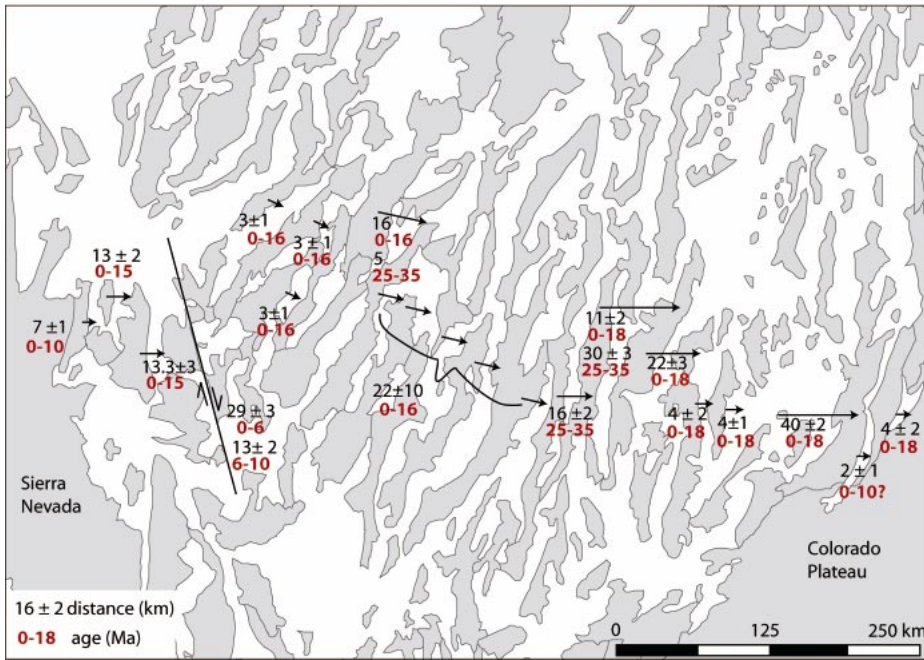 3±1
0-16
3 ± 1
0-16
16
0-16
5
25-35
13 ± 2
0-15
7 ±1
0-10
3±1
0-16
13.3±3
0-15
11±2
0-18
30 ± 3
25-35
22±3
0-18
22±10
0-16
29 ± 3
0-6
13± 2
6-10
16 ±2
25-35
4 ± 2
0-18
4±1
0-18
40 ±2
0-18
4 ± 2
0-18
2 ± 1
0-10?
Sierra
Nevada
Colorado
Plateau
16 ± 2 distance (km)
0-18 age (Ma)
0 125 250 km